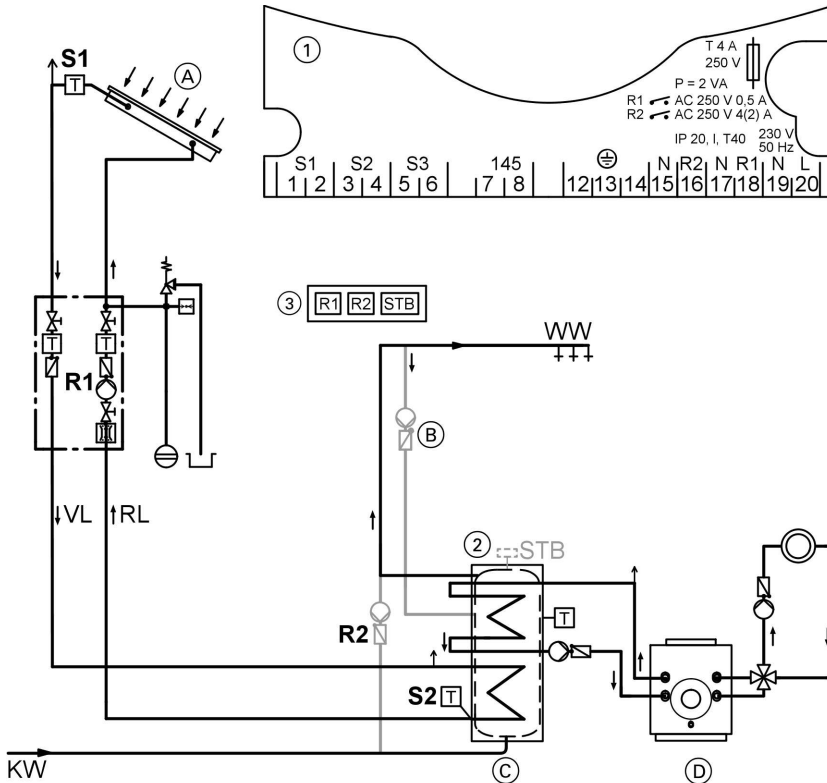 S1
A
1
T 4 A
250 V
P = 2 VA
R1 AC 250 V 0,5 A
R2 AC 250 V 4(2) A
IP 20, I, T40 230 V
50 Hz
S1 S2 S3 145 N R2 N R1 N L
1 2 3 4 5 6 7 8 12 13 14 15 16 17 18 19 20
T
3 R1 R2 STB
WW
T T
R1
B
VL RL
2 STB
R2
T
S2 T
KW
C
D